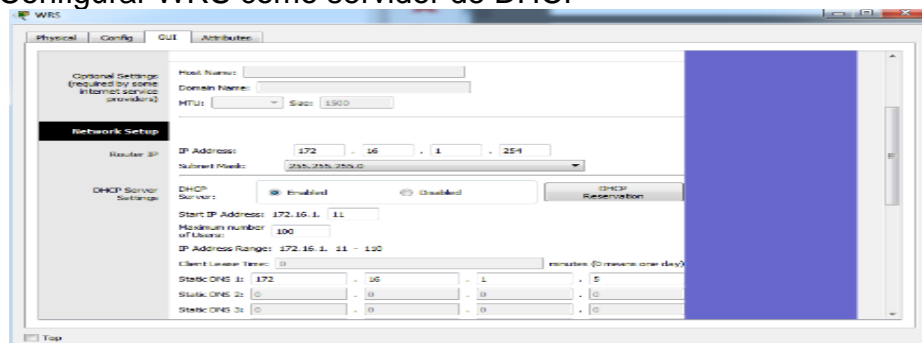 Configurar WRS como servidor de DHCP
WRS
Physical Config GUI Attributes
Optional Settings
(required by some
internet service
providers)
Host Name:
Domain Name:
MTU: Size: 1500
Network Setup
Router IP
IP Address: 172 . 16 . 1 . 254
Subnet Mask: 255.255.255.0
DHCP Server
Settings
DHCP
Server: Enabled Disabled DHCP
Reservation
Start IP Address: 172.16.1. 11
Maximum number
of Users: 100
IP Address Range: 172.16.1. 11 - 110
Client Lease Time: 0 minutes (0 means one day)
Static DNS 1: 172 . 16 . 1 . 5
Static DNS 2: 0 . 0 . 0 . 0
Static DNS 3: 0 . 0 . 0 . 0
Top